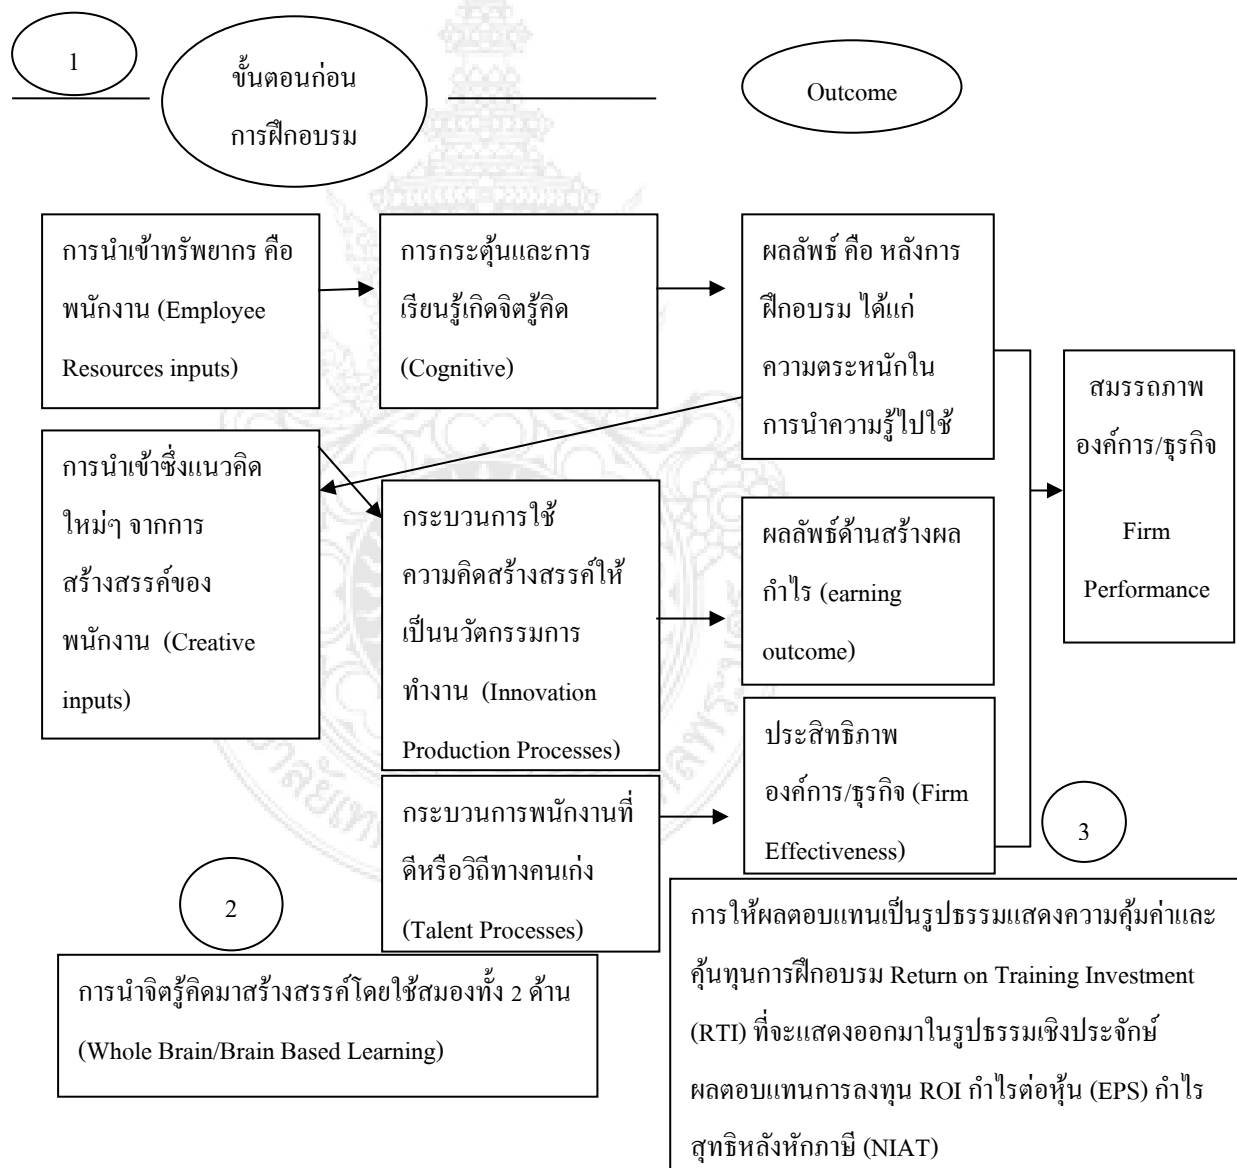 1
ขั้นตอนก่อน
การฝึกอบรม
Outcome
การนำเข้าทรัพยากร คือ
พนักงาน (Employee
Resources inputs)
การกระตุ้นและการ
เรียนรู้เกิดจิตรู้คิด
(Cognitive)
ผลลัพธ์ คือ หลังการ
ฝึกอบรม ได้แก่
ความตระหนักใน
การนำความรู้ไปใช้
สมรรถภาพ
องค์การ/ธุรกิจ
Firm
Performance
การนำเข้าซึ่งแนวคิด
ใหม่ๆ จากการ
สร้างสรรค์ของ
พนักงาน (Creative
inputs)
กระบวนการใช้
ความคิดสร้างสรรค์ให้
เป็นนวัตกรรมการ
ทำงาน (Innovation
Production Processes)
ผลลัพธ์ด้านสร้างผล
กำไร (earning
outcome)
กระบวนการพนักงานที่
ดีหรือวิถีทางคนเก่ง
(Talent Processes)
ประสิทธิภาพ
องค์การ/ธุรกิจ (Firm
Effectiveness)
2
การนำจิตรู้คิดมาสร้างสรรค์โดยใช้สมองทั้ง 2 ด้าน
(Whole Brain/Brain Based Learning)
3
การให้ผลตอบแทนเป็นรูปธรรมแสดงความคุ้มค่าและ
คุ้นทุนการฝึกอบรม Return on Training Investment
(RTI) ที่จะแสดงออกมาในรูปธรรมเชิงประจักษ์
ผลตอบแทนการลงทุน ROI กำไรต่อหุ้น (EPS) กำไร
สุทธิหลังหักภาษี (NIAT)